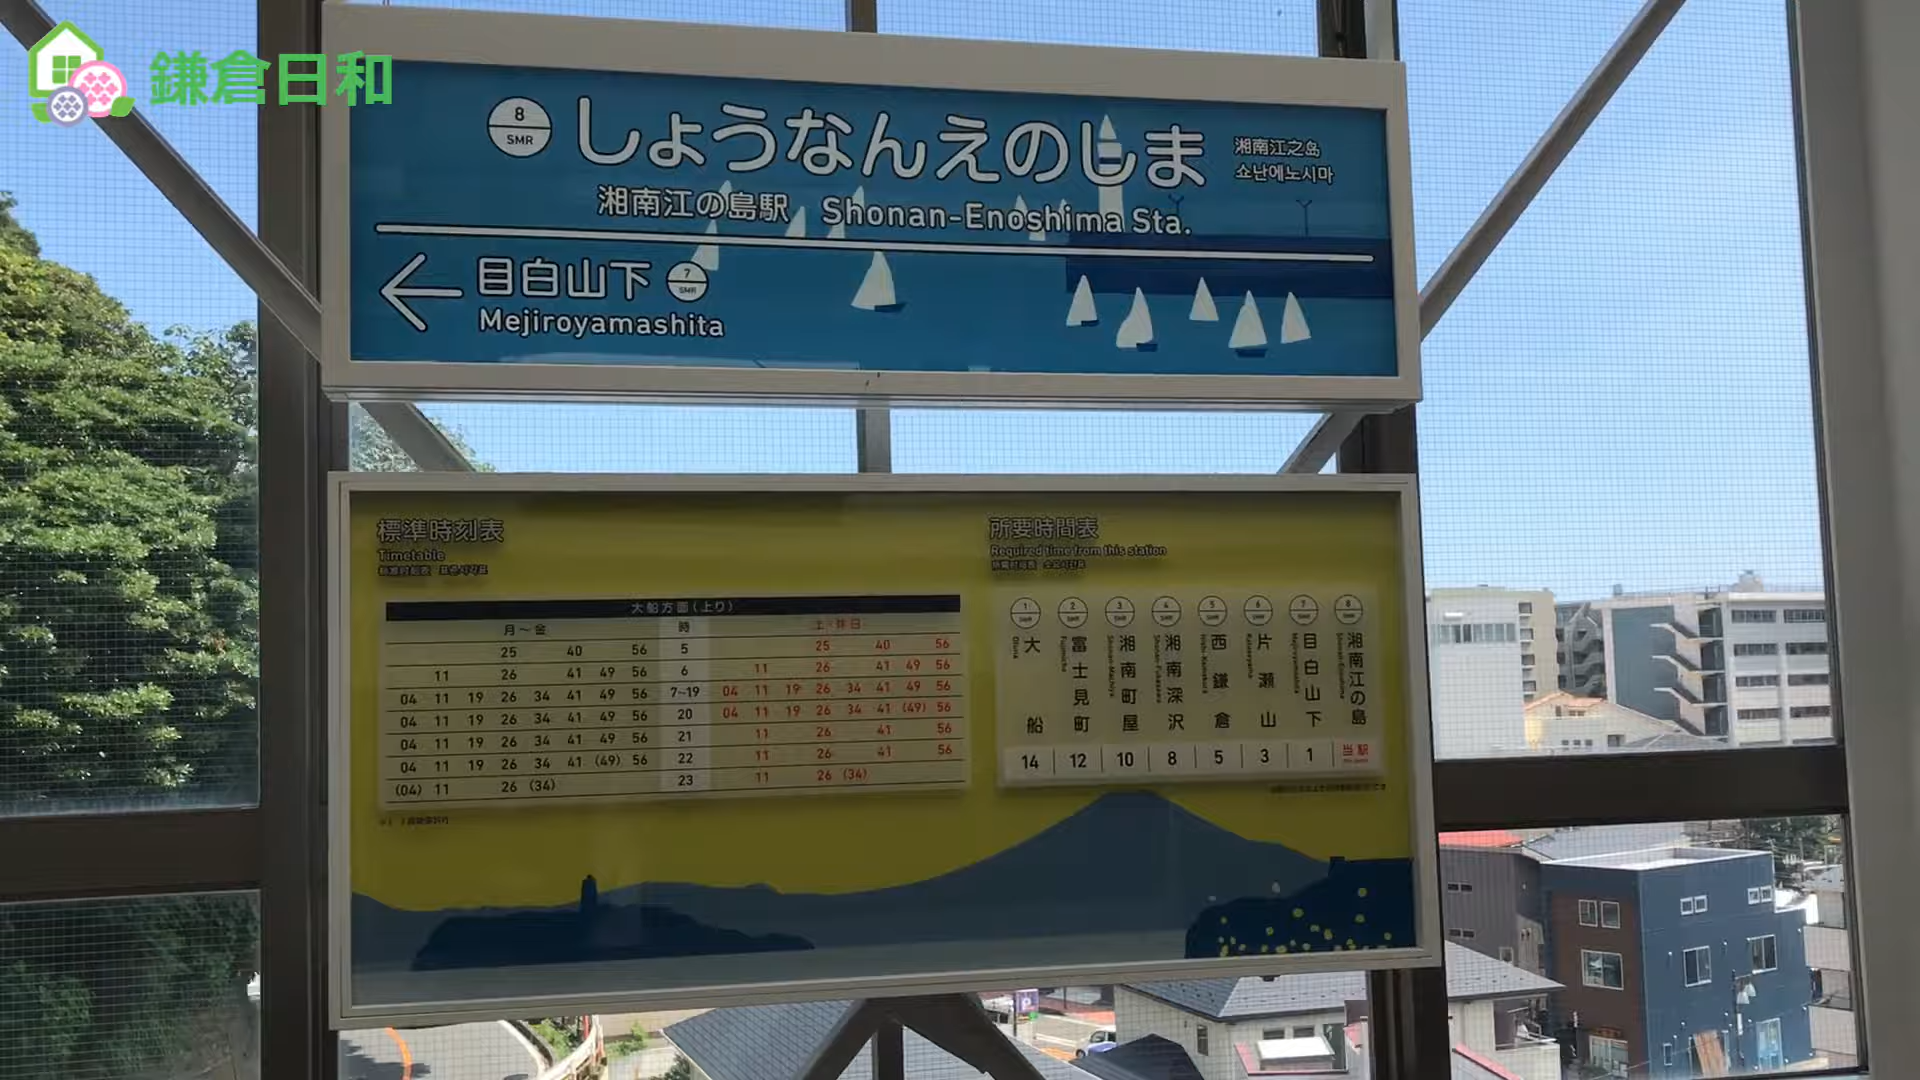 鎌倉日和
8
SMR
しょうなんえのしま
湘南江之岛
쇼난에노시마
湘南江の島駅 Shonan-Enoshima Sta.
目白山下
7
SMR
Mejiroyamashita
標準時刻表
Timetable
大船方面(上り)
月～金 時 土・休日
25 40 56 5 25 40 56
11 26 41 49 56 6 11 26 41 49 56
04 11 19 26 34 41 49 56 7~19 04 11 19 26 34 41 49 56
04 11 19 26 34 41 49 56 20 04 11 19 26 34 41 (49) 56
04 11 19 26 34 41 49 56 21 11 26 41 56
04 11 19 26 34 41 (49) 56 22 11 26 41 56
(04) 11 26 (34) 23 11 26 (34)
所要時間表
Required time from this station
1 2 3 4 5 6 7 8
大船 富士見町 湘南町屋 湘南深沢 西鎌倉 片瀬山 目白山下 湘南江の島
14 12 10 8 5 3 1 当駅